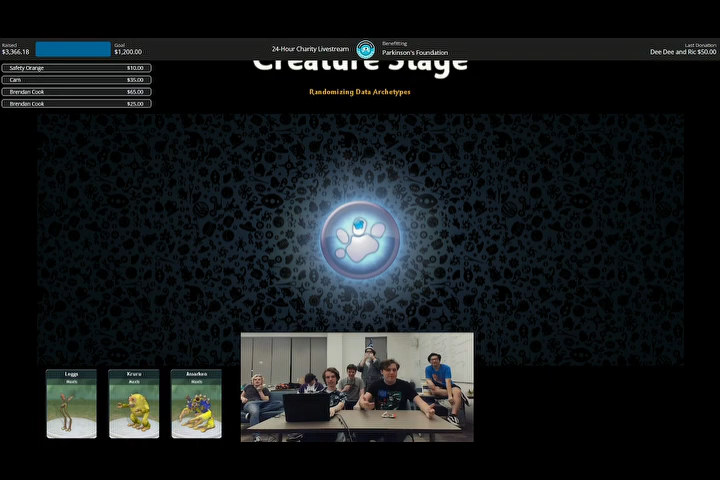 Raised
$3,366.18
Goal
$1,200.00
24-Hour Charity Livestream
Benefitting
Parkinson's Foundation
Last Donation
Dee Dee and Ric $50.00
Safety Orange $10.00
Cam $35.00
Brendan Cook $65.00
Brendan Cook $25.00
Creature Stage
Randomizing Data Archetypes
Leggs
Kruru